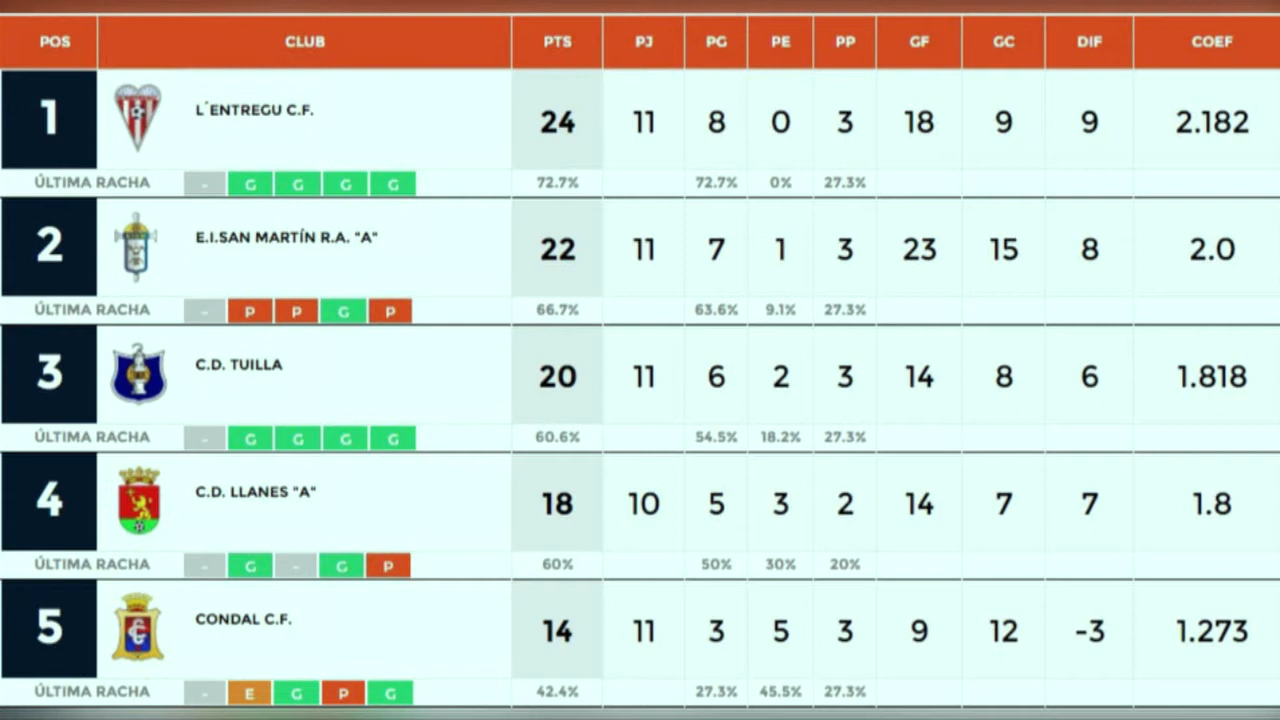 POS CLUB PTS PJ PG PE PP GF GC DIF COEF
1 L´ENTREGU C.F. 24 11 8 0 3 18 9 9 2.182
ÚLTIMA RACHA - G G G G 72.7% 72.7% 0% 27.3%
2 E.I.SAN MARTÍN R.A. "A" 22 11 7 1 3 23 15 8 2.0
ÚLTIMA RACHA - P P G P 66.7% 63.6% 9.1% 27.3%
3 C.D. TUILLA 20 11 6 2 3 14 8 6 1.818
ÚLTIMA RACHA - G G G G 60.6% 54.5% 18.2% 27.3%
4 C.D. LLANES "A" 18 10 5 3 2 14 7 7 1.8
ÚLTIMA RACHA - G - G P 60% 50% 30% 20%
5 CONDAL C.F. 14 11 3 5 3 9 12 -3 1.273
ÚLTIMA RACHA - E G P G 42.4% 27.3% 45.5% 27.3%